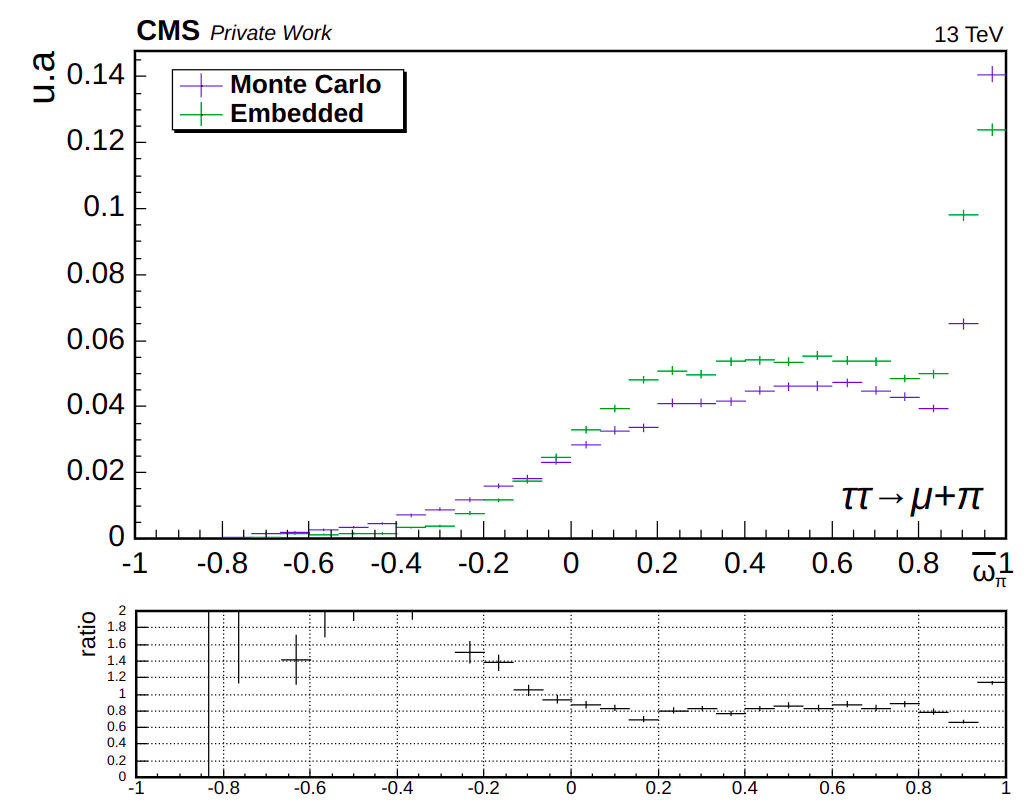 CMS Private Work 13 TeV
u.a
0.14
0.12
0.1
0.08
0.06
0.04
0.02
0
Monte Carlo
Embedded
ττ→μ+π
-1 -0.8 -0.6 -0.4 -0.2 0 0.2 0.4 0.6 0.8 1
ω̅π
ratio
2
1.8
1.6
1.4
1.2
1
0.8
0.6
0.4
0.2
0
-1 -0.8 -0.6 -0.4 -0.2 0 0.2 0.4 0.6 0.8 1